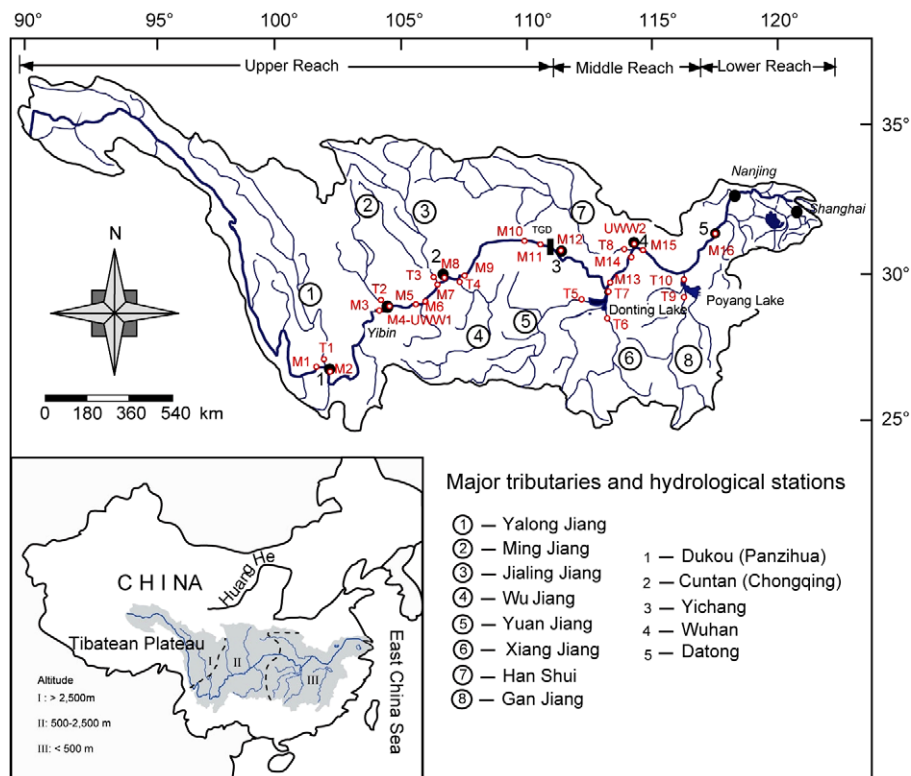 90° 95° 100° 105° 110° 115° 120°
Upper Reach Middle Reach Lower Reach
35°
30°
25°
Nanjing
Shanghai
2 3 7
M10 TGD M12 UWW2
T8 4 M15 5
M11 3 M14 M16
2 M8 M9
T3 T4
M7
M13 T10
1 T2 M5 M6 T5 T7 T9 Poyang Lake
M3 Donting Lake
M4-UWW1 5 T6
Yibin 4
T1 6 8
M1 1 M2
0 180 360 540 km
C H I N A
Huang He
Tibatean Plateau
I II III
East China Sea
Altitude
I : > 2,500m
II: 500-2,500 m
III: < 500 m
Major tributaries and hydrological stations
1 — Yalong Jiang
2 — Ming Jiang
3 — Jialing Jiang
4 — Wu Jiang
5 — Yuan Jiang
6 — Xiang Jiang
7 — Han Shui
8 — Gan Jiang
1 — Dukou (Panzihua)
2 — Cuntan (Chongqing)
3 — Yichang
4 — Wuhan
5 — Datong